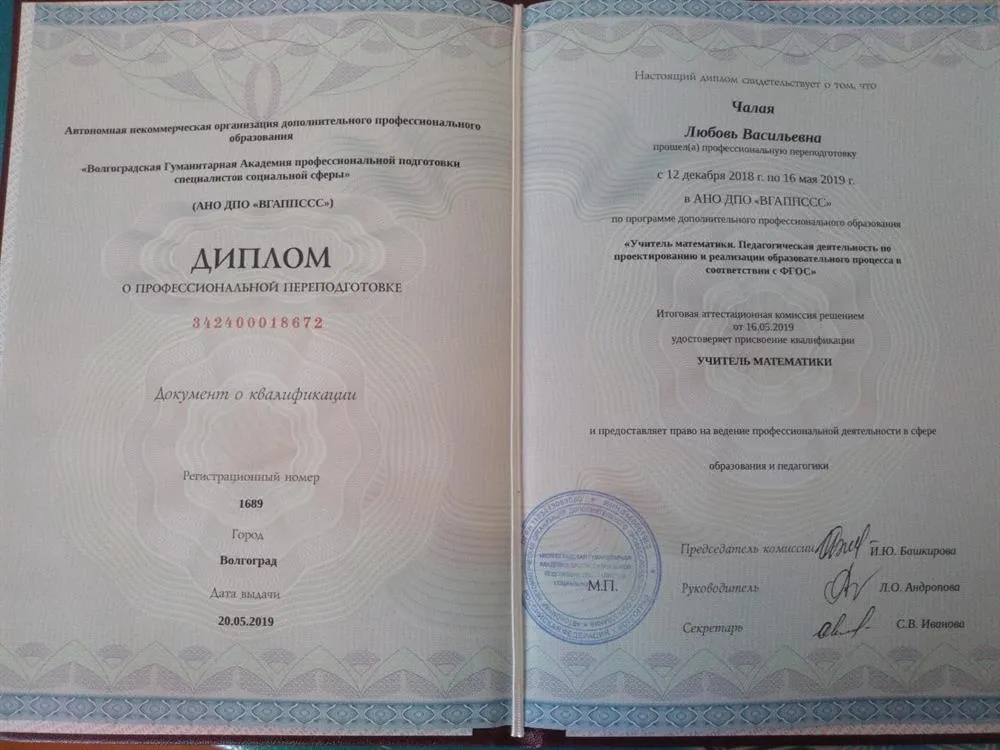 Автономная некоммерческая организация дополнительного профессионального
образования
«Волгоградская Гуманитарная Академия профессиональной подготовки
специалистов социальной сферы»
(АНО ДПО «ВГАППССС»)
ДИПЛОМ
О ПРОФЕССИОНАЛЬНОЙ ПЕРЕПОДГОТОВКЕ
342400018672
Документ о квалификации
Регистрационный номер
1689
Город
Волгоград
Дата выдачи
20.05.2019
Настоящий диплом свидетельствует о том, что
Чалая
Любовь Васильевна
прошел(а) профессиональную переподготовку
с 12 декабря 2018 г. по 16 мая 2019 г.
в АНО ДПО «ВГАППССС»
по программе дополнительного профессионального образования
«Учитель математики. Педагогическая деятельность по
проектированию и реализации образовательного процесса в
соответствии с ФГОС»
Итоговая аттестационная комиссия решением
от 16.05.2019
удостоверяет присвоение квалификации
УЧИТЕЛЬ МАТЕМАТИКИ
и предоставляет право на ведение профессиональной деятельности в сфере
образования и педагогики
М.П.
Председатель комиссии И.Ю. Башкирова
Руководитель Л.О. Андропова
Секретарь С.В. Иванова